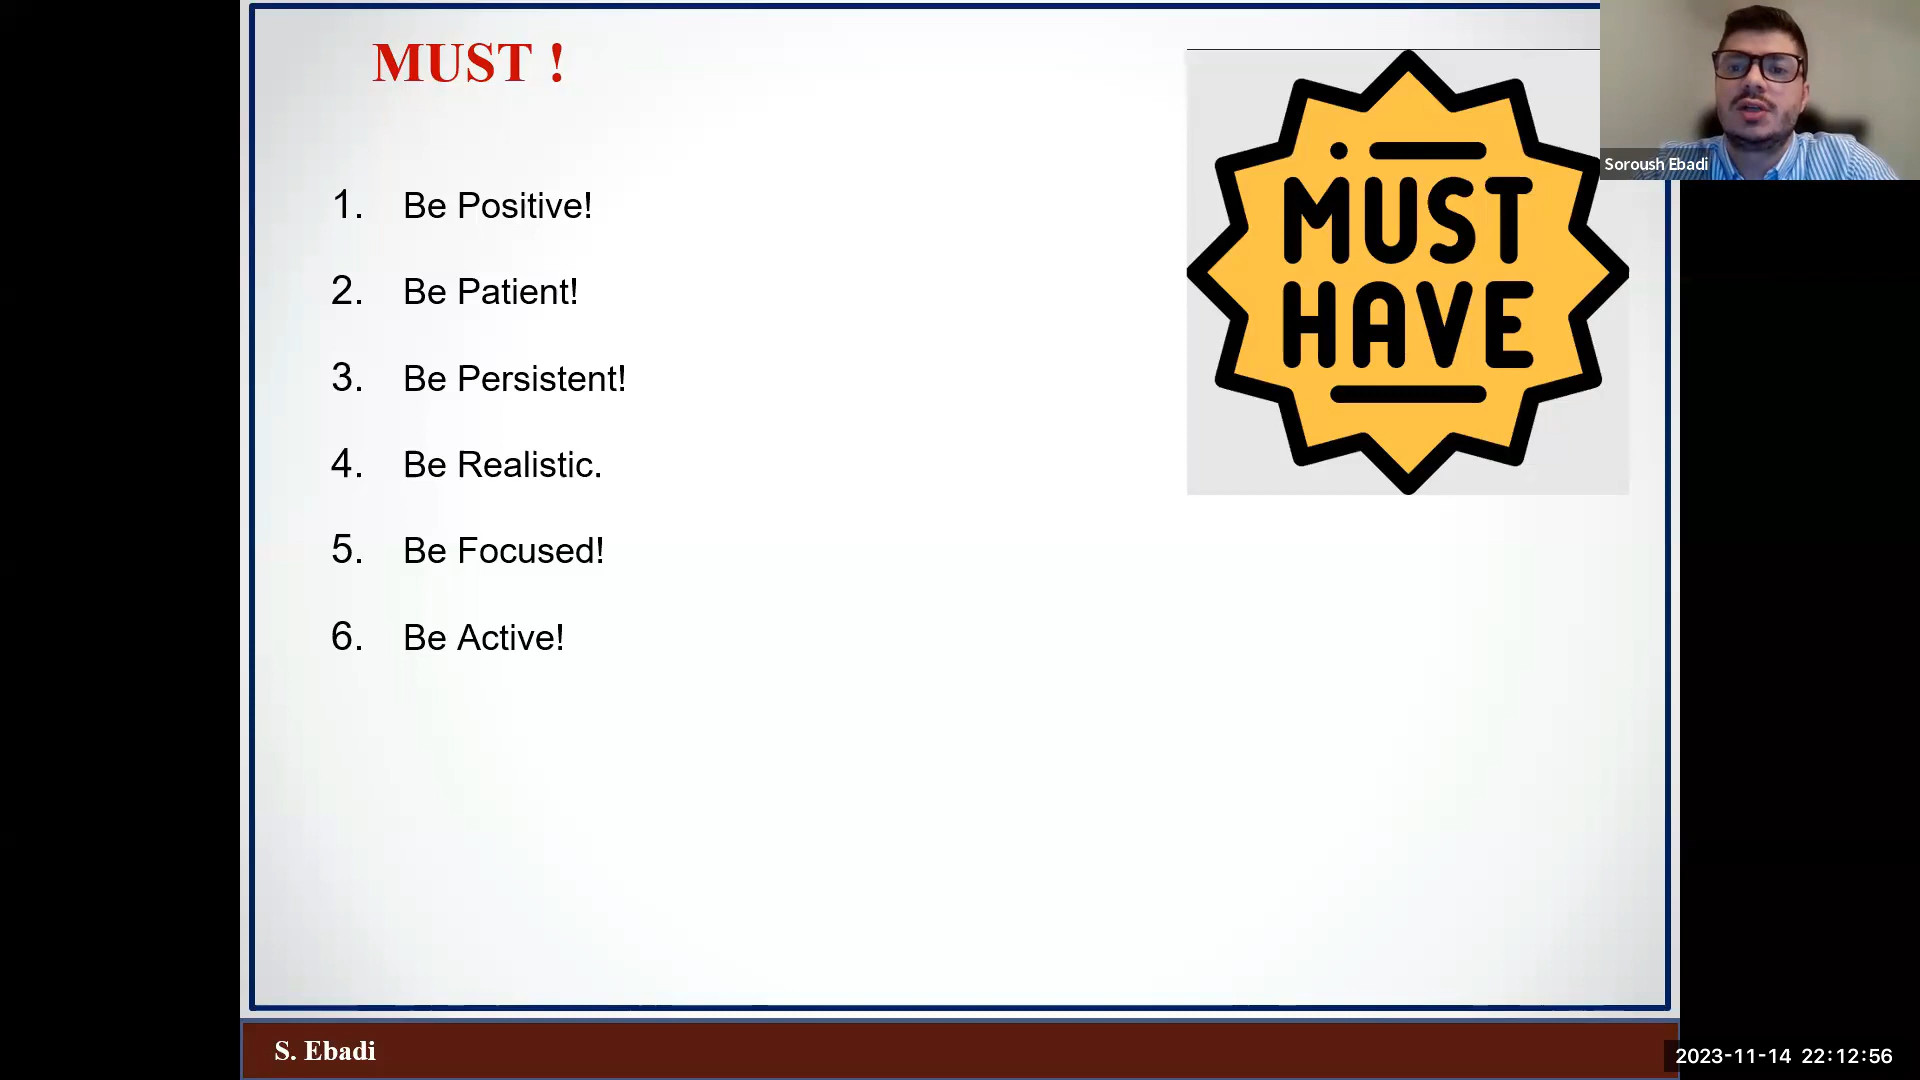 MUST !
MUST
HAVE
Soroush Ebadi
1. Be Positive!
2. Be Patient!
3. Be Persistent!
4. Be Realistic.
5. Be Focused!
6. Be Active!
S. Ebadi
2023-11-14 22:12:56